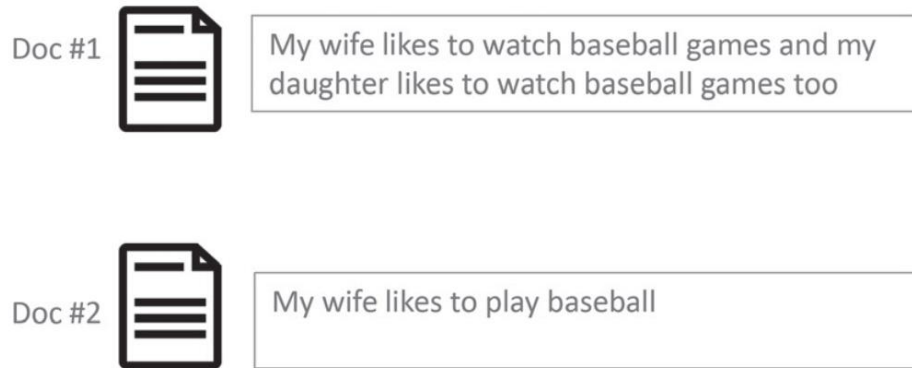 Doc #1
My wife likes to watch baseball games and my
daughter likes to watch baseball games too
Doc #2
My wife likes to play baseball